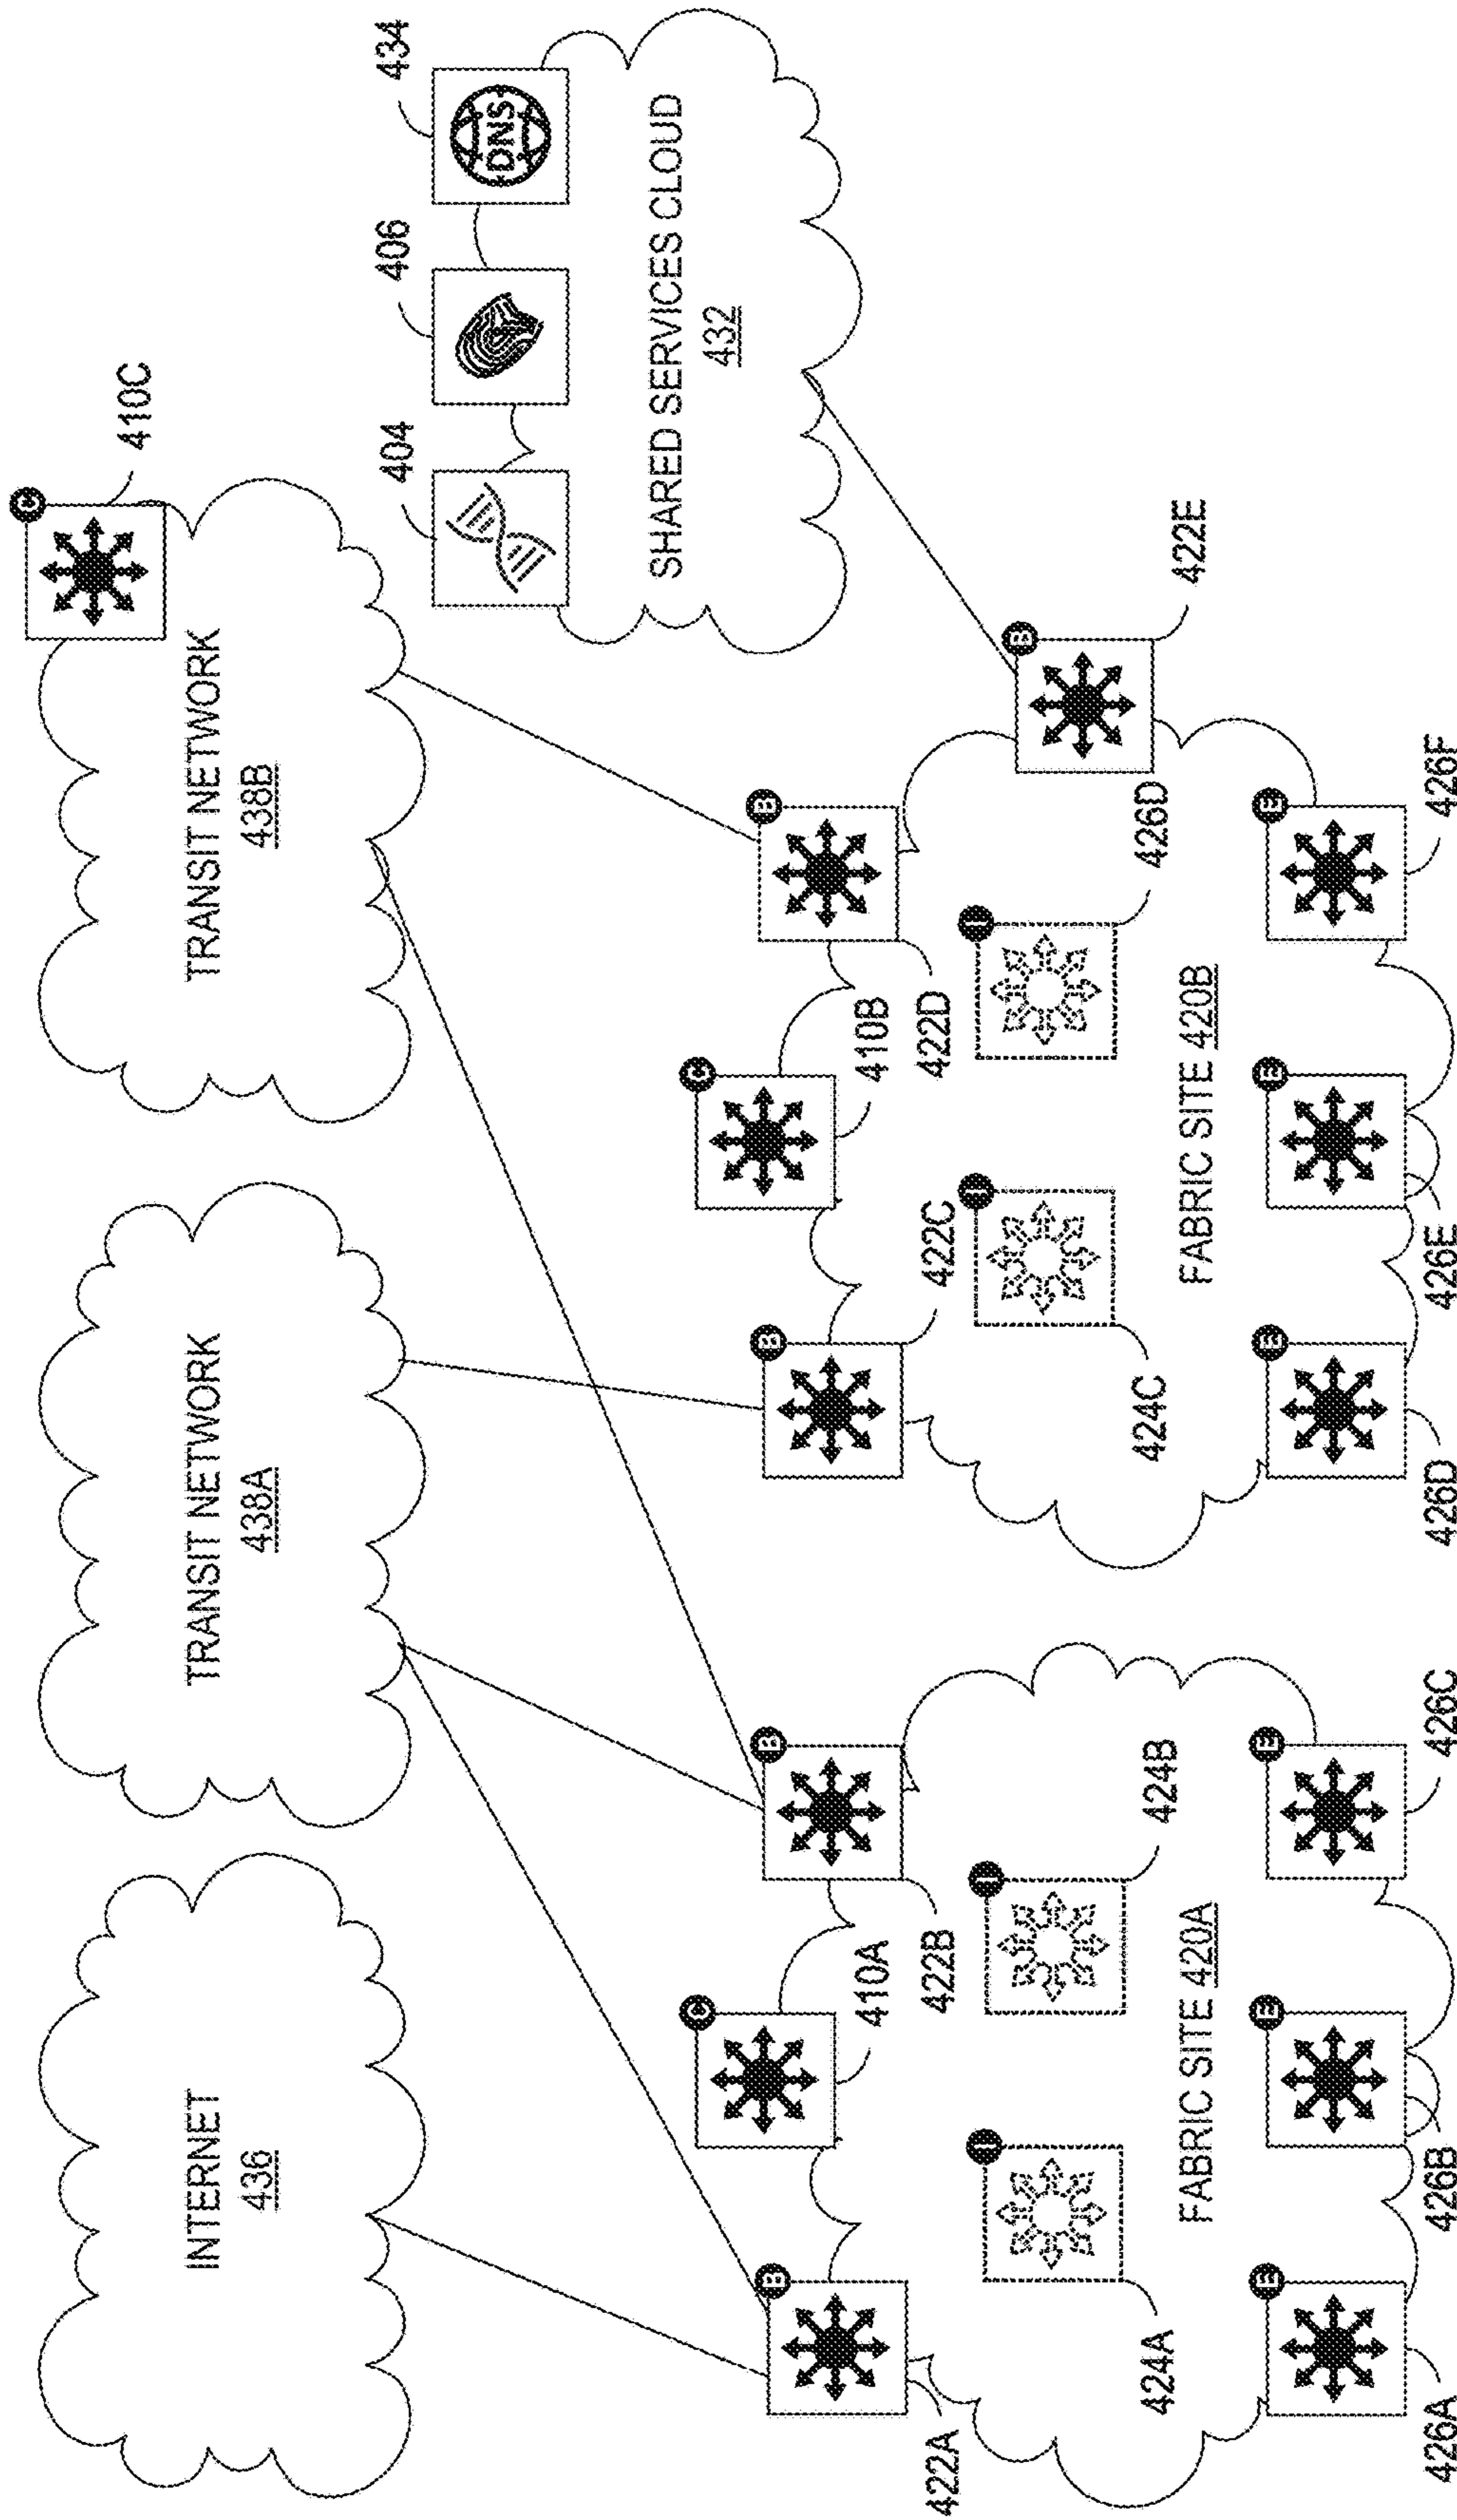 INTERNET
436
TRANSIT NETWORK
438A
TRANSIT NETWORK
438B
C
410C
434
DNS
406
404
SHARED SERVICES CLOUD
432
B
422A
C
410A
B
422B
I
424A
I
424B
FABRIC SITE 420A
E
426A
E
426B
E
426C
B
422C
C
410B
B
422D
B
422E
I
424C
I
426D
FABRIC SITE 420B
E
426D
E
426E
E
426F